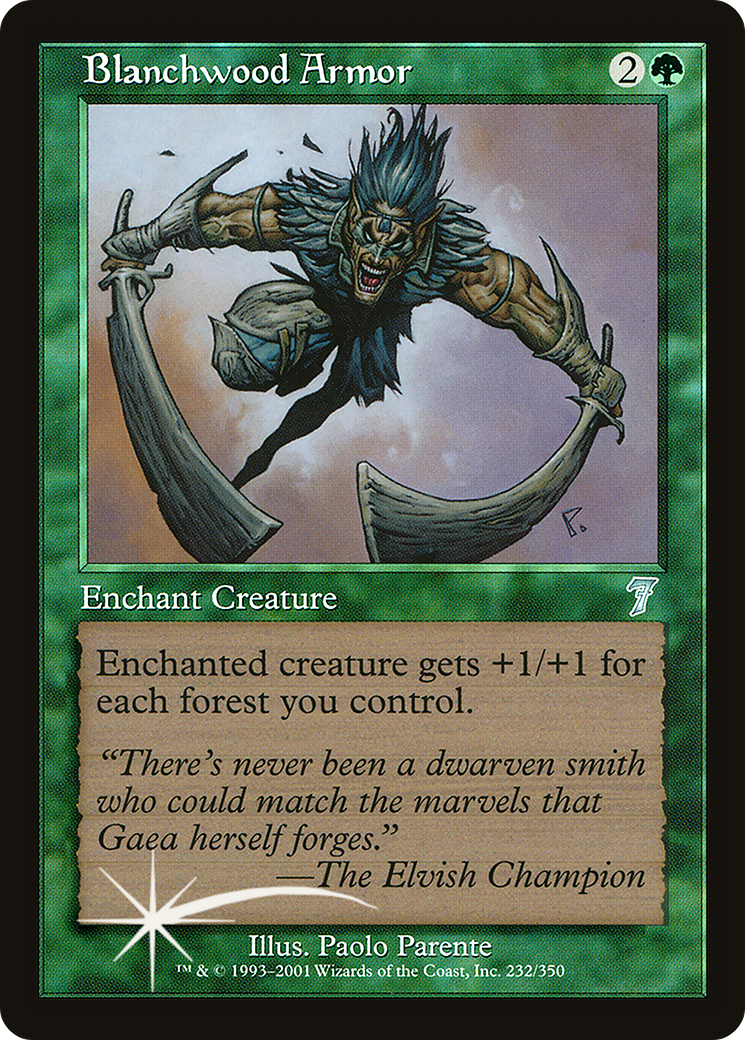 Blanchwood Armor
2
P.
Enchant Creature
7
Enchanted creature gets +1/+1 for
each forest you control.
“There’s never been a dwarven smith
who could match the marvels that
Gaea herself forges.”
—The Elvish Champion
Illus. Paolo Parente
™ & © 1993–2001 Wizards of the Coast, Inc. 232/350